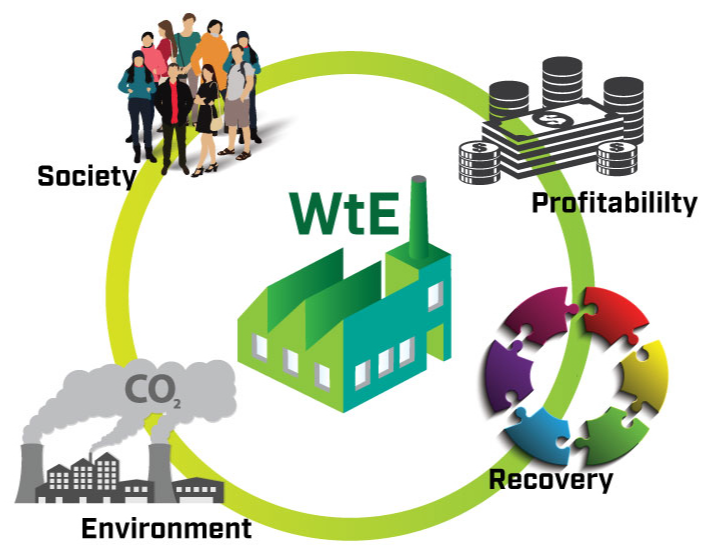 Society
$
$
$
Profitabililty
WtE
CO₂
Recovery
Environment